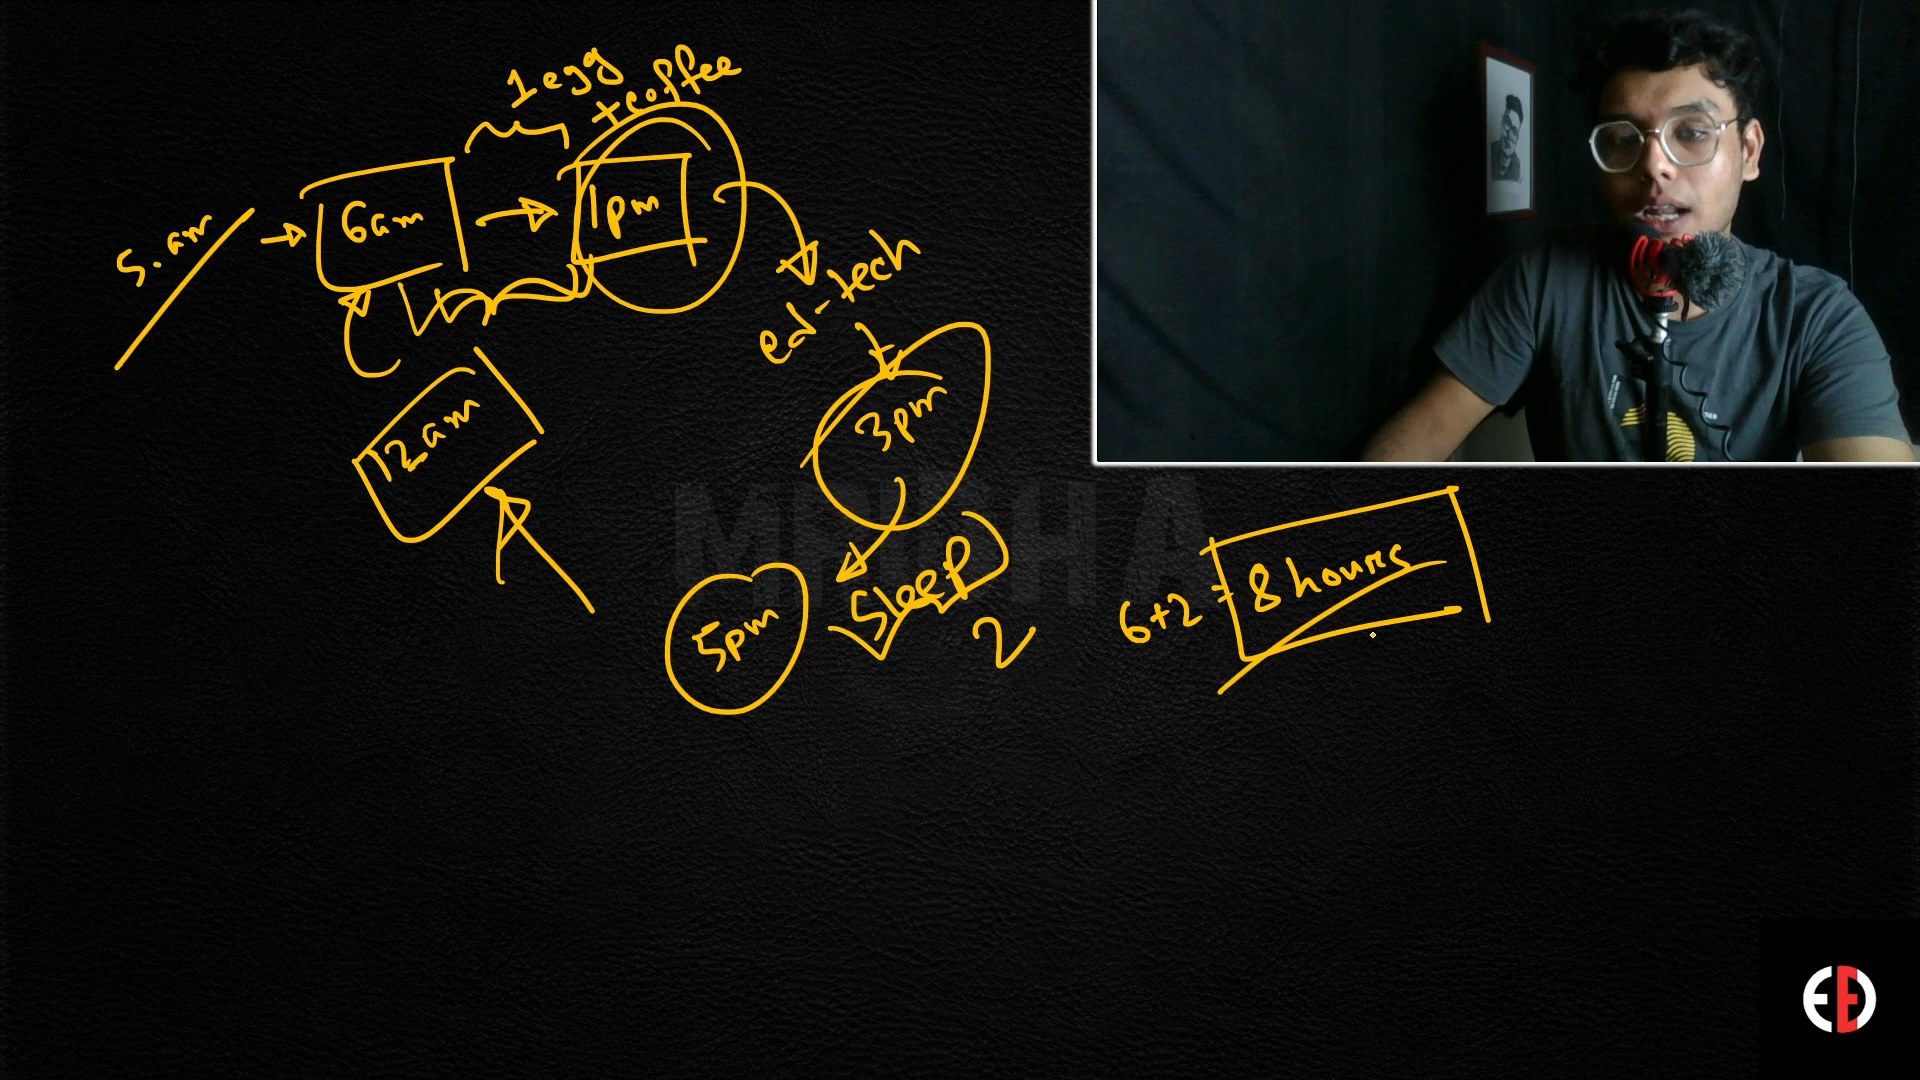 1 egg
+coffee
5.am
6am
1pm
ed-tech
12am
3pm
Sleep
2
5pm
6+2 = 8 hours